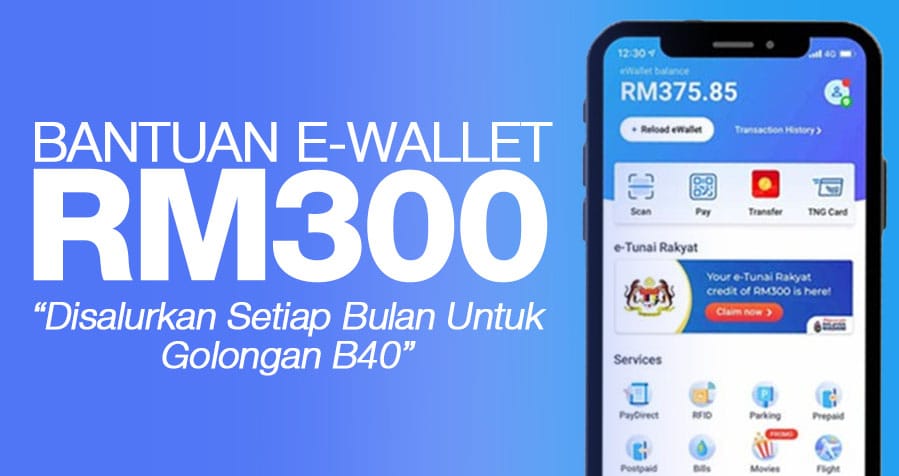 BANTUAN E-WALLET
RM300
“Disalurkan Setiap Bulan Untuk
Golongan B40”
12:30
4G
eWallet balance
RM375.85
+ Reload eWallet
Transaction History >
Scan
Pay
Transfer
TNG Card
e-Tunai Rakyat
Your e-Tunai Rakyat
credit of RM300 is here!
Claim now >
Services
PayDirect
RFID
Parking
Prepaid
PROMO
Postpaid
Bills
Movies
Flight